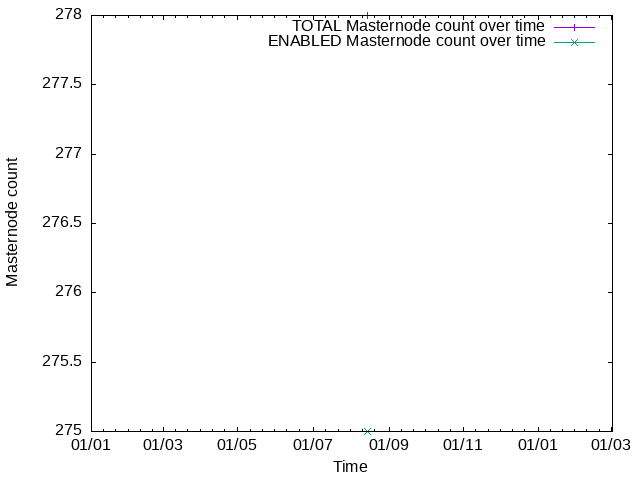 278
TOTAL Masternode count over time
ENABLED Masternode count over time
277.5
277
276.5
276
275.5
275
Masternode count
01/01 01/03 01/05 01/07 01/09 01/11 01/01 01/03
Time